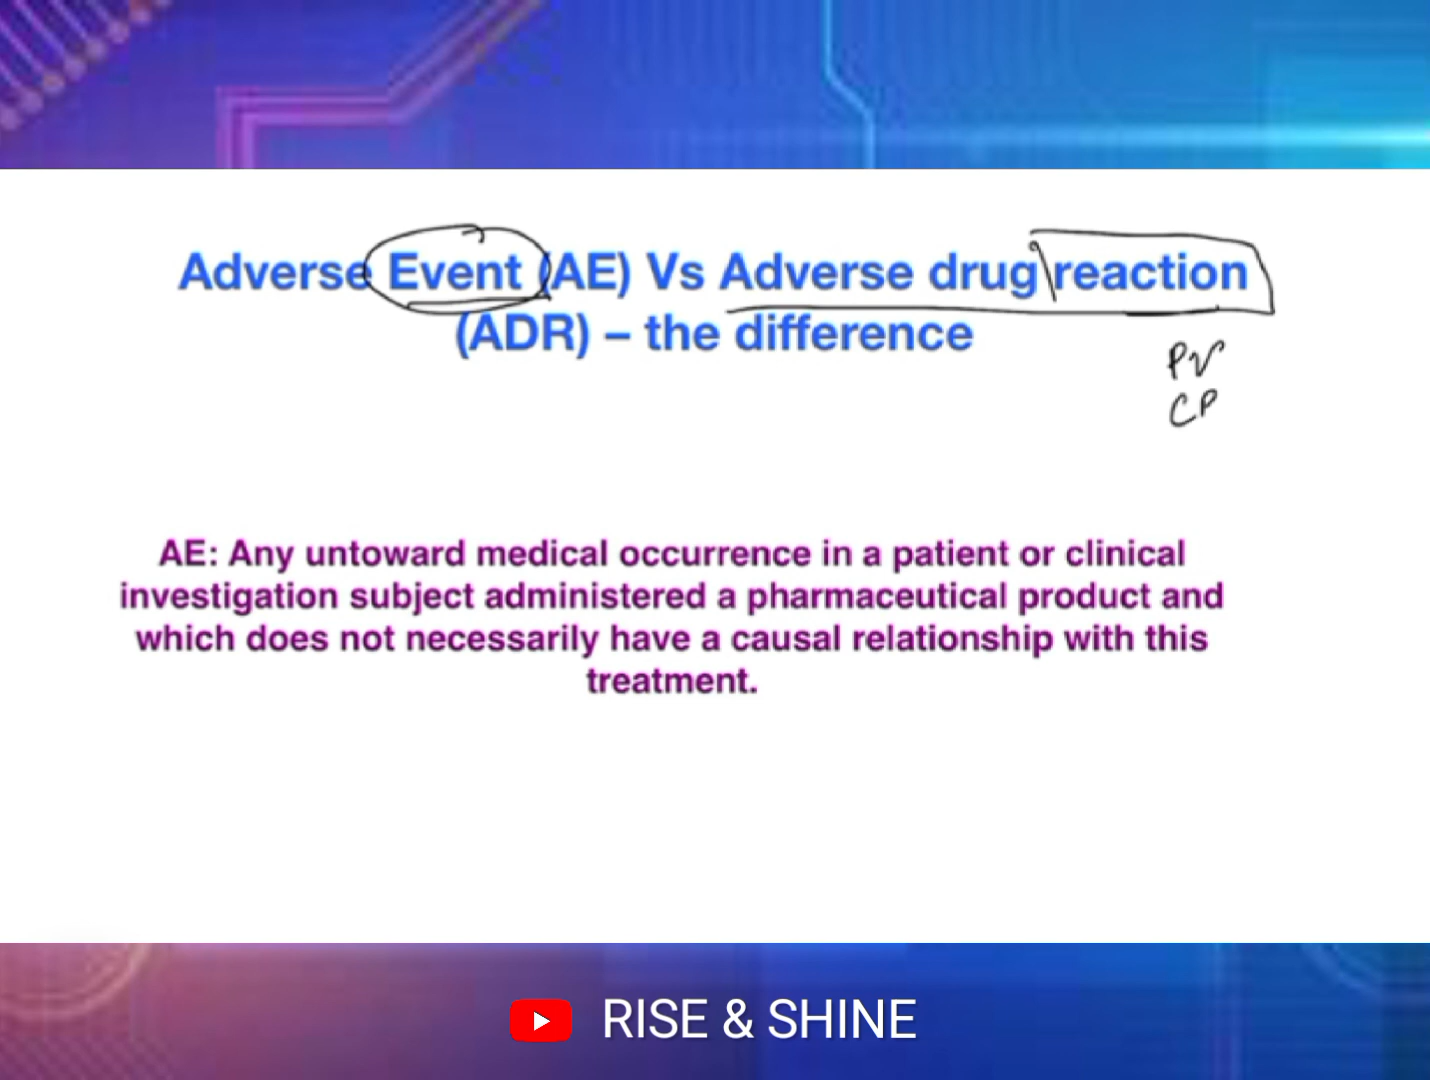 Adverse Event (AE) Vs Adverse drug reaction
(ADR) – the difference
PV
CP
AE: Any untoward medical occurrence in a patient or clinical
investigation subject administered a pharmaceutical product and
which does not necessarily have a causal relationship with this
treatment.
RISE & SHINE